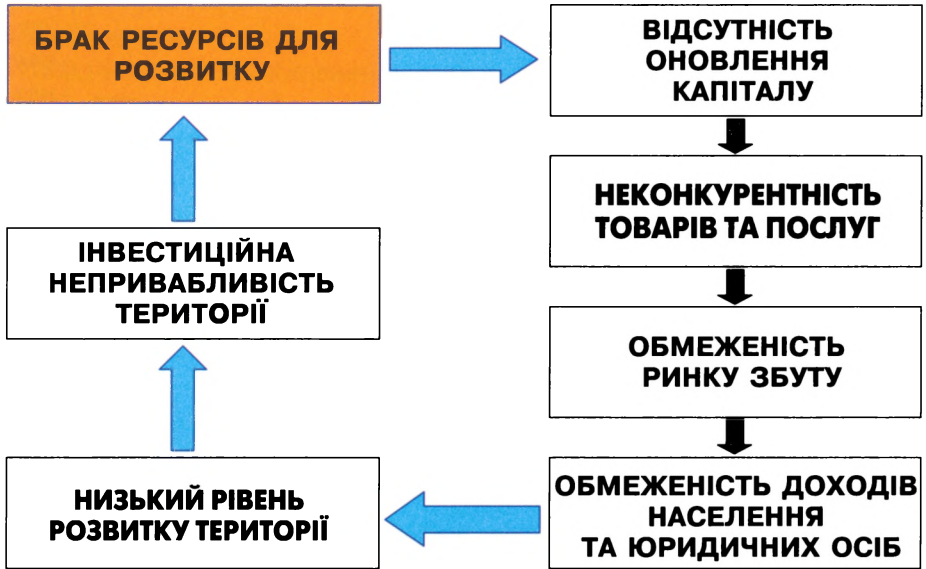 БРАК РЕСУРСІВ ДЛЯ
РОЗВИТКУ
ВІДСУТНІСТЬ
ОНОВЛЕННЯ
КАПІТАЛУ
НЕКОНКУРЕНТНІСТЬ
ТОВАРІВ ТА ПОСЛУГ
ОБМЕЖЕНІСТЬ
РИНКУ ЗБУТУ
ОБМЕЖЕНІСТЬ ДОХОДІВ
НАСЕЛЕННЯ
ТА ЮРИДИЧНИХ ОСІБ
НИЗЬКИЙ РІВЕНЬ
РОЗВИТКУ ТЕРИТОРІЇ
ІНВЕСТИЦІЙНА
НЕПРИВАБЛИВІСТЬ
ТЕРИТОРІЇ